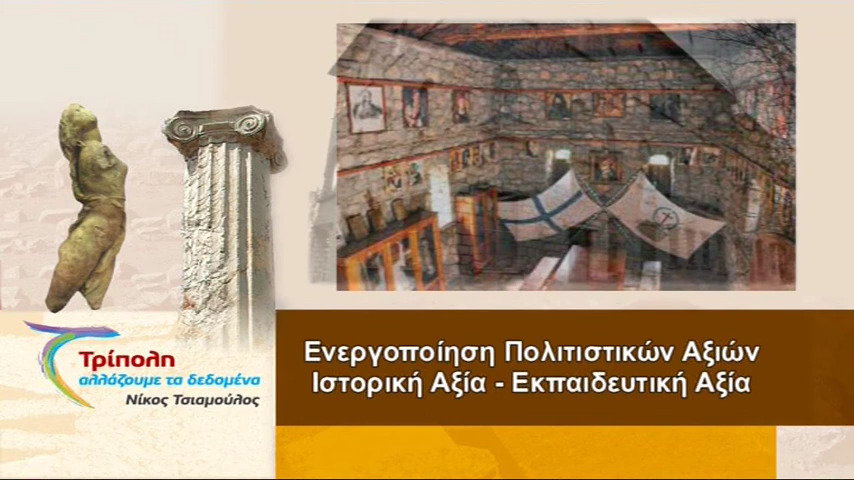 Ενεργοποίηση Πολιτιστικών Αξιών
Ιστορική Αξία - Εκπαιδευτική Αξία
Τρίπολη
αλλάζουμε τα δεδομένα
Νίκος Τσιαμούλος